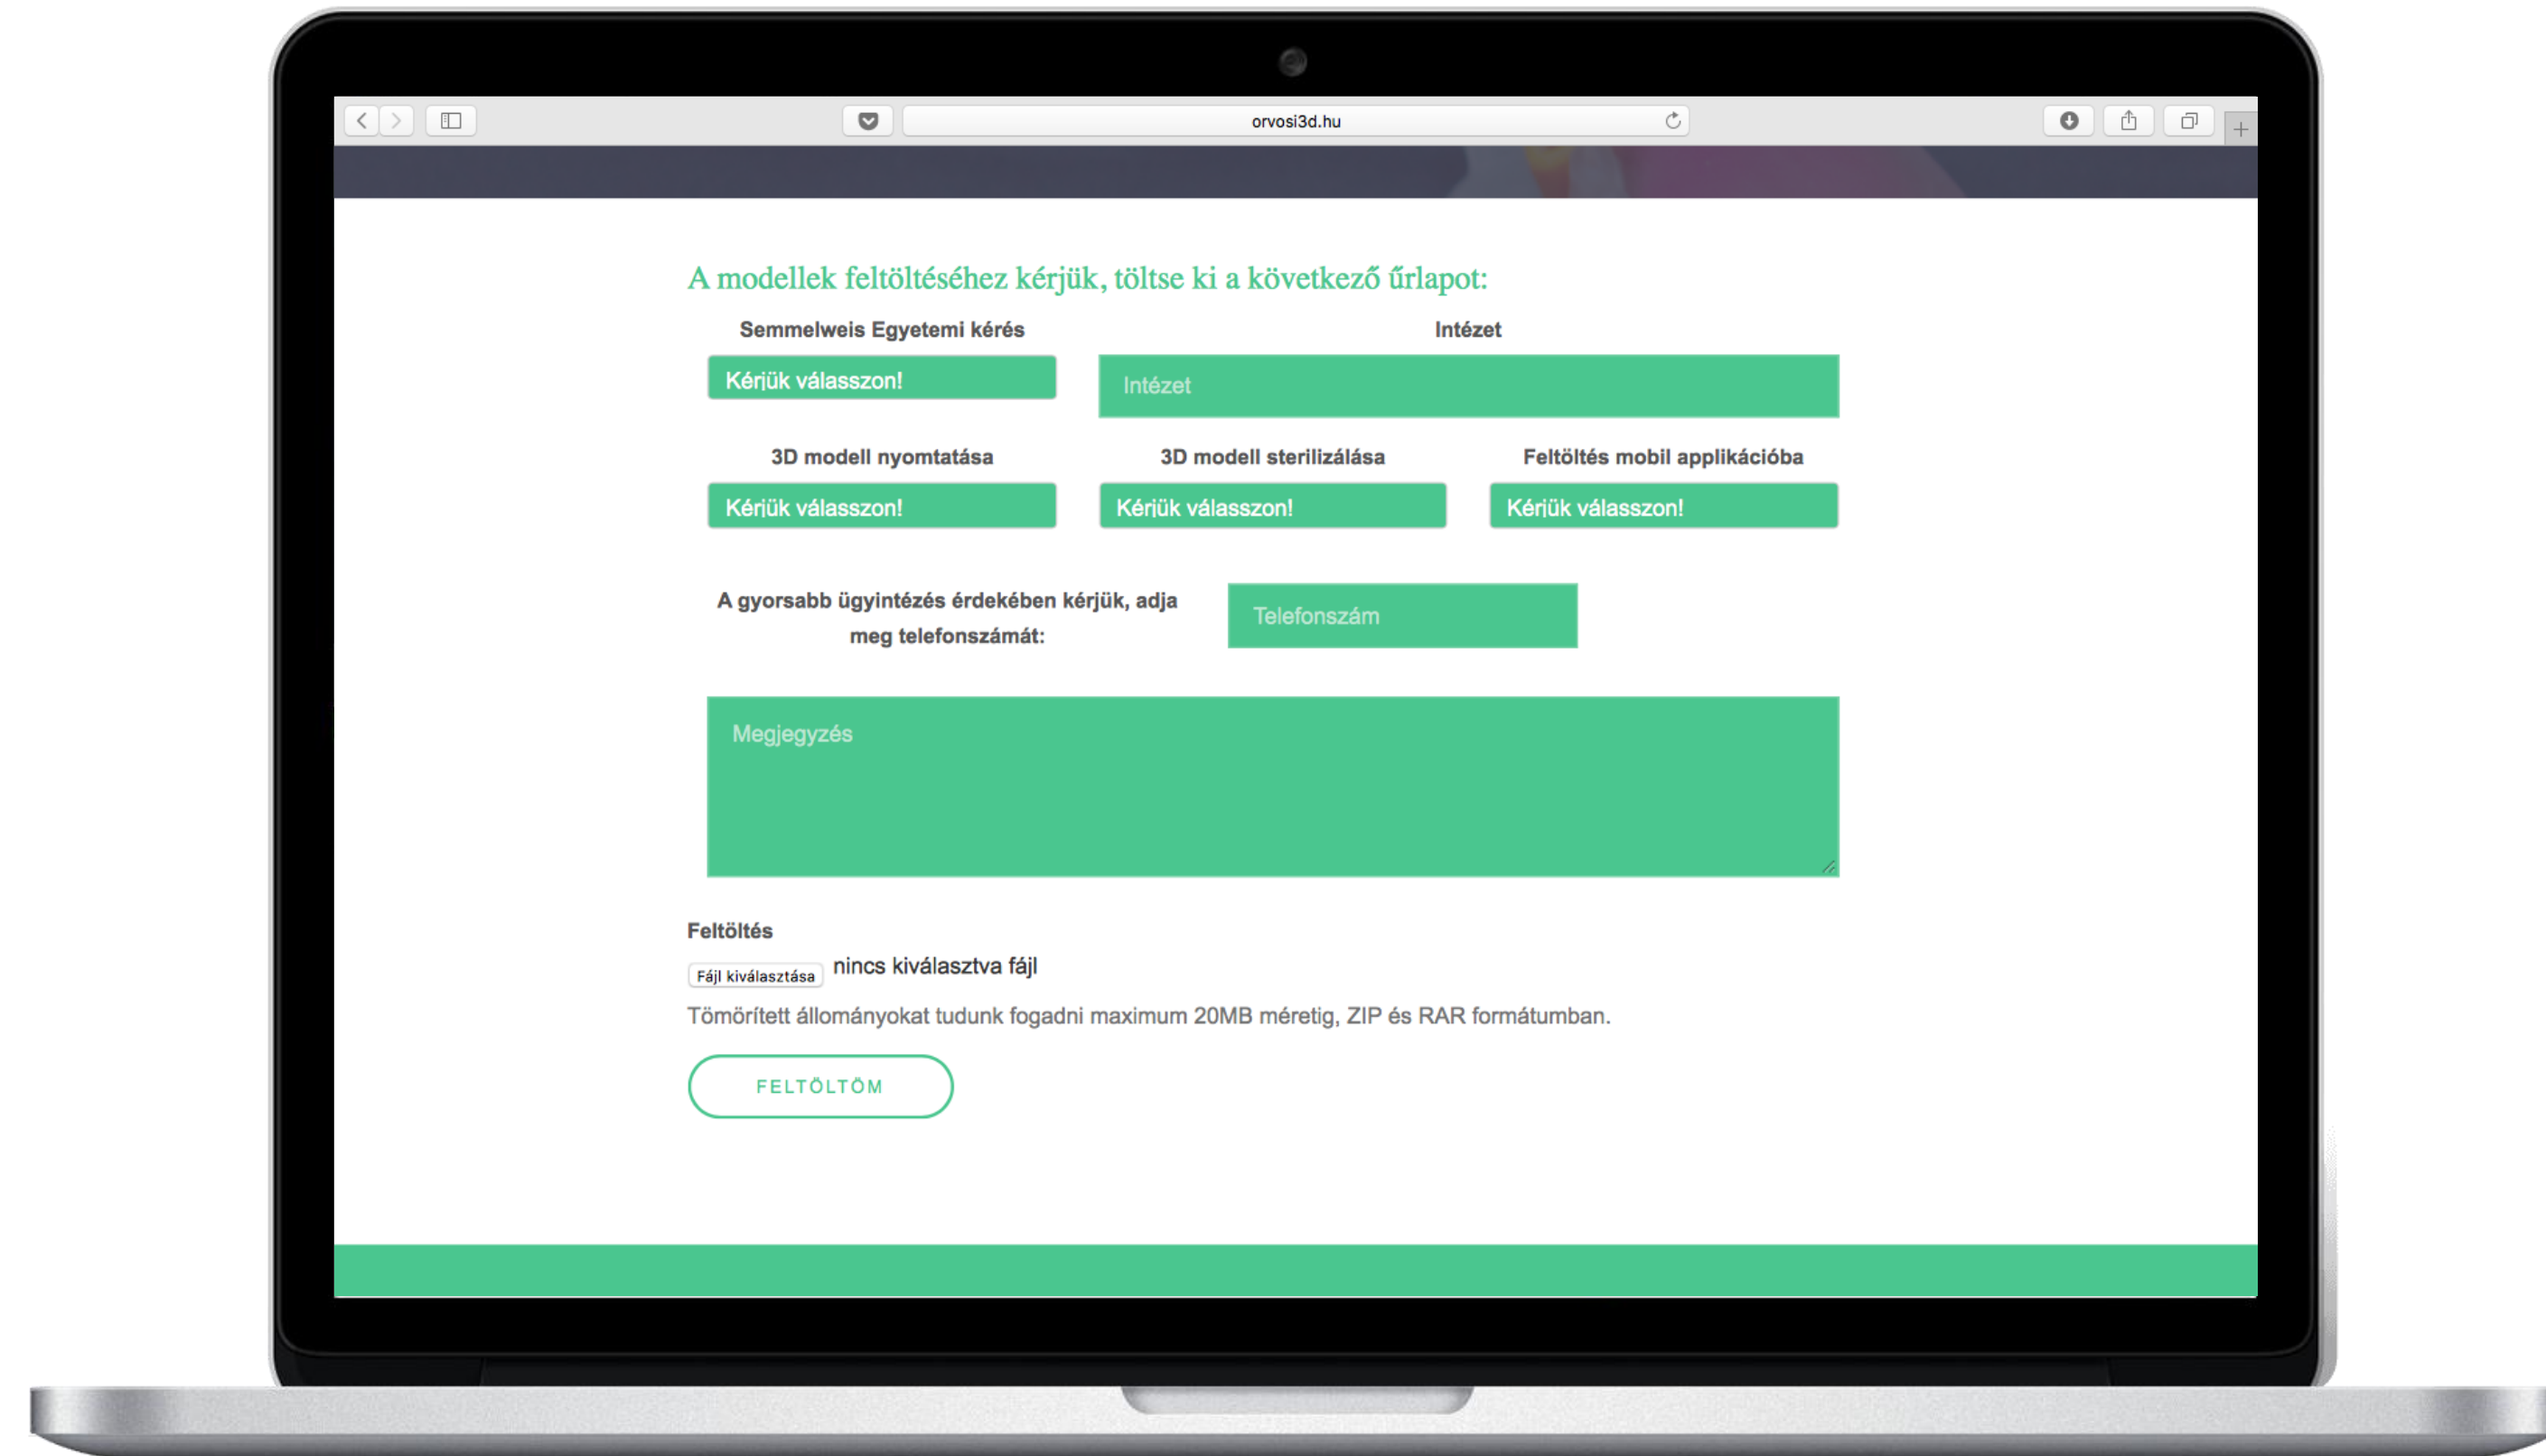 orvosi3d.hu
A modellek feltöltéséhez kérjük, töltse ki a következő űrlapot:
Semmelweis Egyetemi kérés
Intézet
Kérjük válasszon!
Intézet
3D modell nyomtatása
3D modell sterilizálása
Feltöltés mobil applikációba
Kérjük válasszon!
Kérjük válasszon!
Kérjük válasszon!
A gyorsabb ügyintézés érdekében kérjük, adja
meg telefonszámát:
Telefonszám
Megjegyzés
Feltöltés
Fájl kiválasztása nincs kiválasztva fájl
Tömörített állományokat tudunk fogadni maximum 20MB méretig, ZIP és RAR formátumban.
FELTÖLTÖM